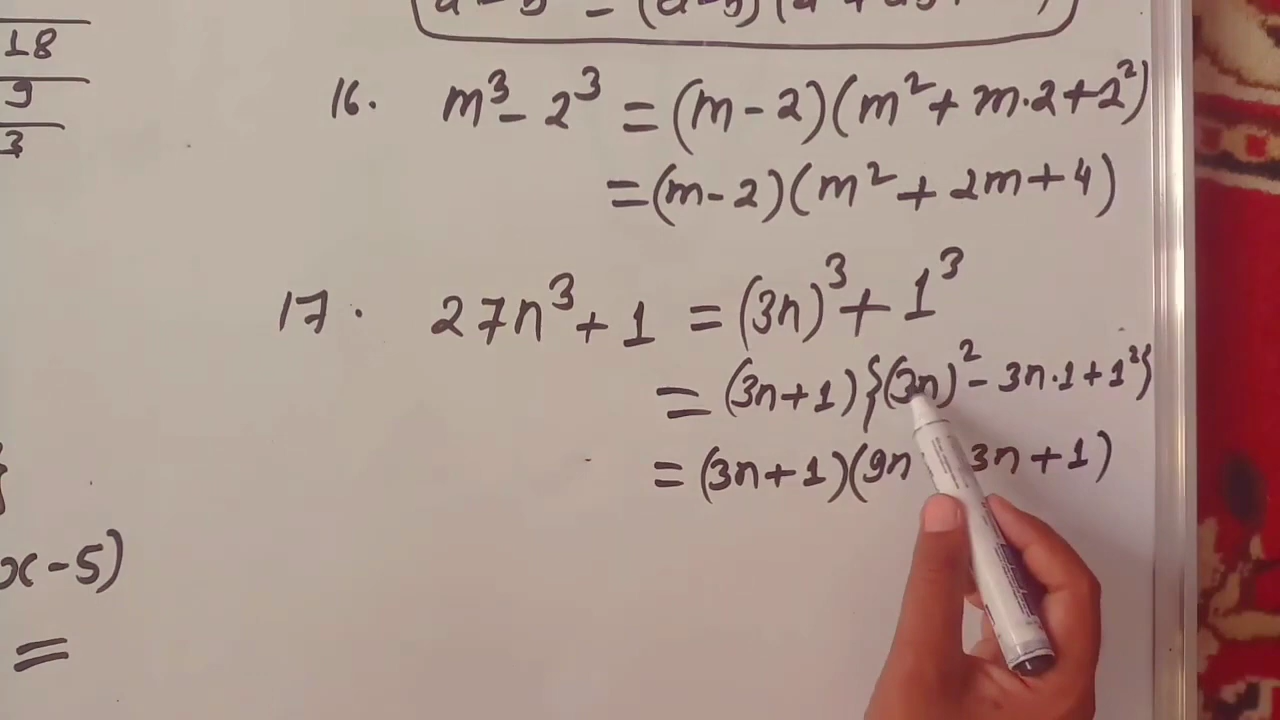 18
9
3
16. m³ - 2³ = (m-2)(m² + m·2 + 2²)
= (m-2)(m² + 2m + 4)
17. 27n³ + 1 = (3n)³ + 1³
= (3n+1){(3n)² - 3n·1 + 1²}
= (3n+1)(9n 3n + 1)
x-5)
=